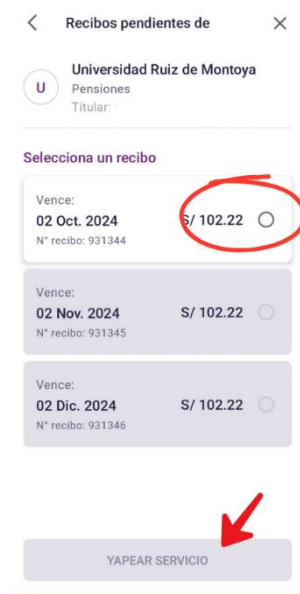 Recibos pendientes de
U
Universidad Ruiz de Montoya
Pensiones
Titular:
Selecciona un recibo
Vence:
02 Oct. 2024 S/ 102.22
N° recibo: 931344
Vence:
02 Nov. 2024 S/ 102.22
N° recibo: 931345
Vence:
02 Dic. 2024 S/ 102.22
N° recibo: 931346
YAPEAR SERVICIO